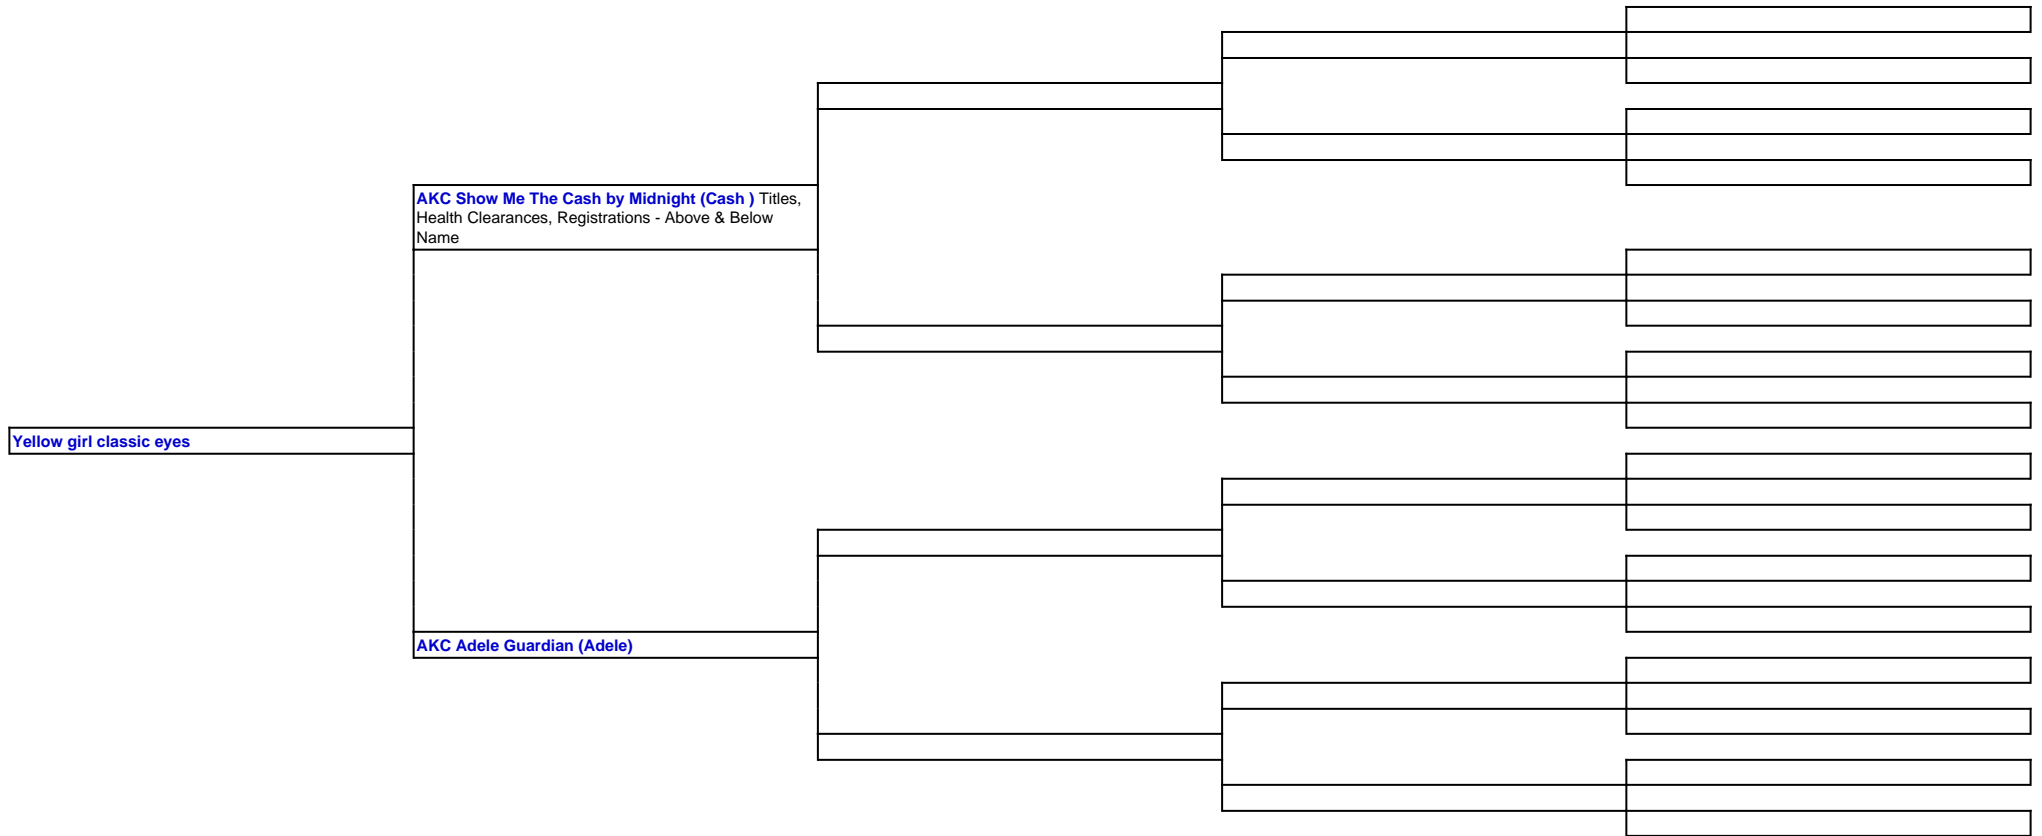 AKC Show Me The Cash by Midnight (Cash ) Titles,
Health Clearances, Registrations - Above & Below
Name
Yellow girl classic eyes
AKC Adele Guardian (Adele)